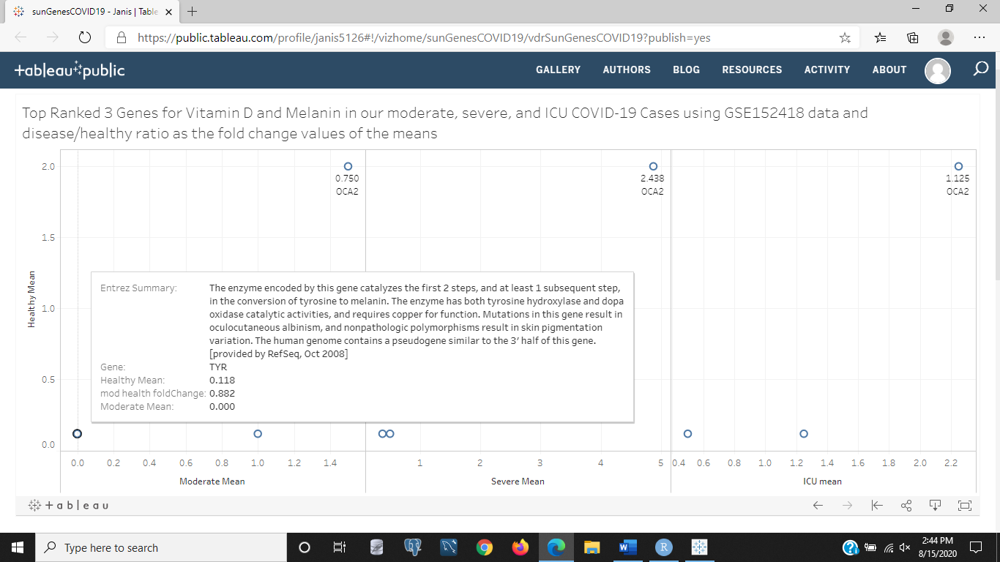 sunGenesCOVID19 - Janis | Table
https://public.tableau.com/profile/janis5126#!/vizhome/sunGenesCOVID19/vdrSunGenesCOVID19?publish=yes
+ableau public
GALLERY AUTHORS BLOG RESOURCES ACTIVITY ABOUT
Top Ranked 3 Genes for Vitamin D and Melanin in our moderate, severe, and ICU COVID-19 Cases using GSE152418 data and
disease/healthy ratio as the fold change values of the means
2.0
0.750 2.438 1.125
OCA2 OCA2 OCA2
1.5
Healthy Mean
1.0
0.5
0.0
Entrez Summary: The enzyme encoded by this gene catalyzes the first 2 steps, and at least 1 subsequent step,
in the conversion of tyrosine to melanin. The enzyme has both tyrosine hydroxylase and dopa
oxidase catalytic activities, and requires copper for function. Mutations in this gene result in
oculocutaneous albinism, and nonpathologic polymorphisms result in skin pigmentation
variation. The human genome contains a pseudogene similar to the 3' half of this gene.
[provided by RefSeq, Oct 2008]
Gene: TYR
Healthy Mean: 0.118
mod health foldChange: 0.882
Moderate Mean: 0.000
0.0 0.2 0.4 0.6 0.8 1.0 1.2 1.4 1 2 3 4 5 0.4 0.6 0.8 1.0 1.2 1.4 1.6 1.8 2.0 2.2
Moderate Mean Severe Mean ICU mean
+ a b l e a u
Type here to search
2:44 PM
8/15/2020